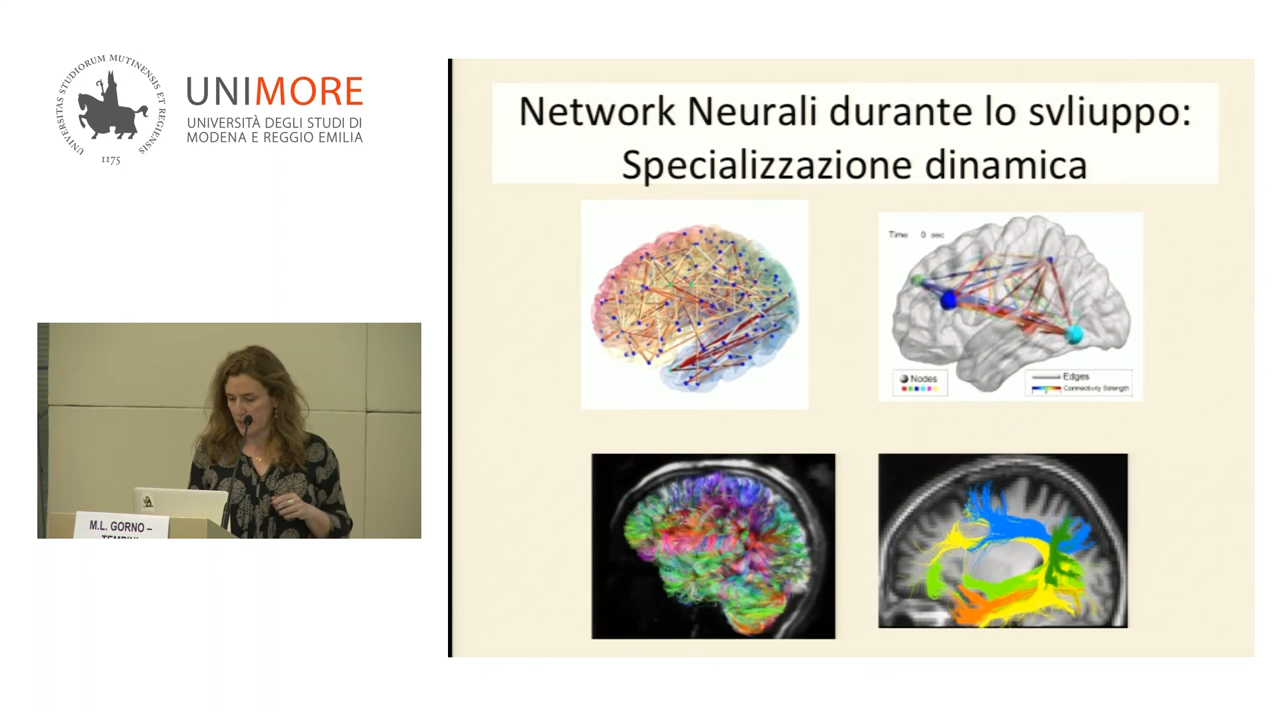 UNIVERSITAS STUDIORUM MUTINENSIS ET REGIENSIS
1175
UNIMORE
UNIVERSITÀ DEGLI STUDI DI
MODENA E REGGIO EMILIA
M.L. GORNO –
Network Neurali durante lo svliuppo:
Specializzazione dinamica
Time: 0 sec
Nodes
Edges
Connectivity Strength